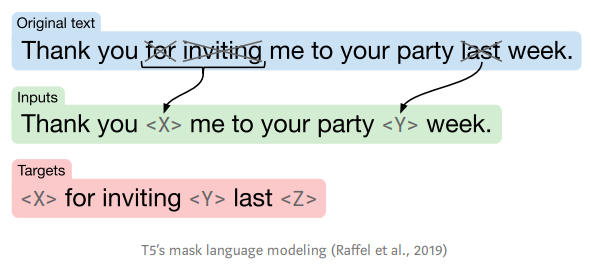 Original text
Thank you for inviting me to your party last week.
Inputs
Thank you <X> me to your party <Y> week.
Targets
<X> for inviting <Y> last <Z>
T5's mask language modeling (Raffel et al., 2019)